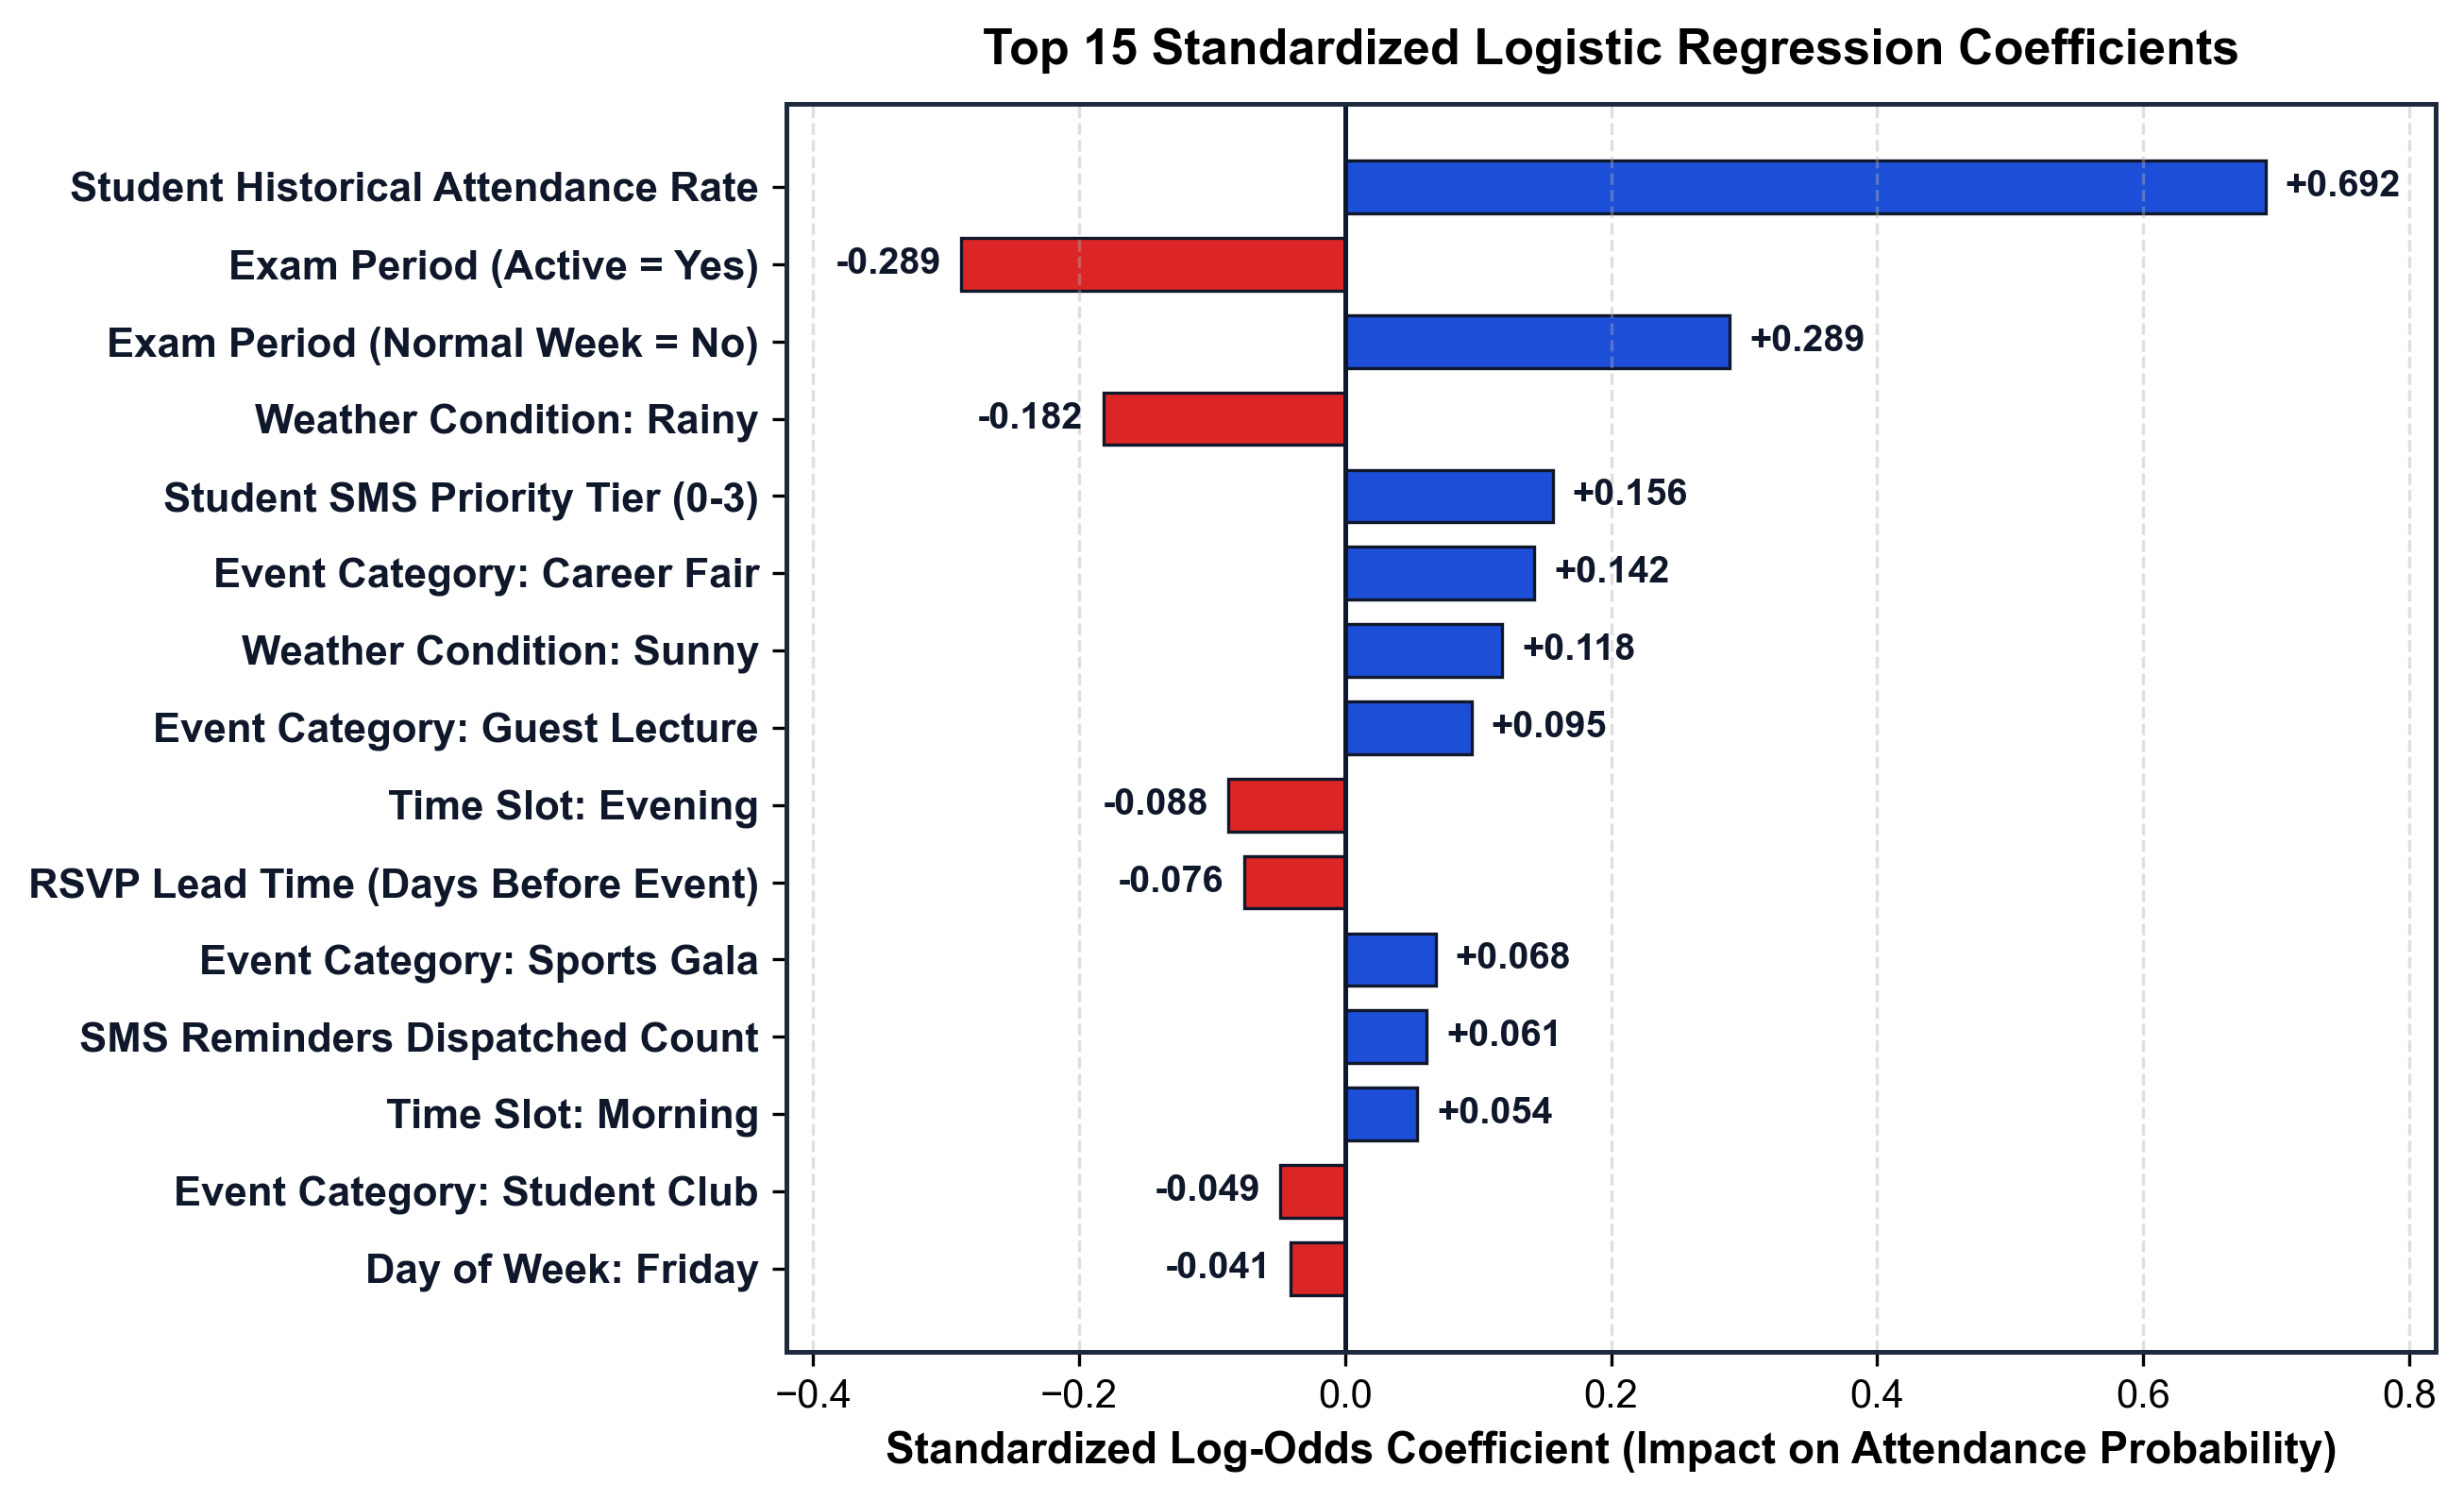 Top 15 Standardized Logistic Regression Coefficients
Student Historical Attendance Rate +0.692
Exam Period (Active = Yes) -0.289
Exam Period (Normal Week = No) +0.289
Weather Condition: Rainy -0.182
Student SMS Priority Tier (0-3) +0.156
Event Category: Career Fair +0.142
Weather Condition: Sunny +0.118
Event Category: Guest Lecture +0.095
Time Slot: Evening -0.088
RSVP Lead Time (Days Before Event) -0.076
Event Category: Sports Gala +0.068
SMS Reminders Dispatched Count +0.061
Time Slot: Morning +0.054
Event Category: Student Club -0.049
Day of Week: Friday -0.041
−0.4 −0.2 0.0 0.2 0.4 0.6 0.8
Standardized Log-Odds Coefficient (Impact on Attendance Probability)